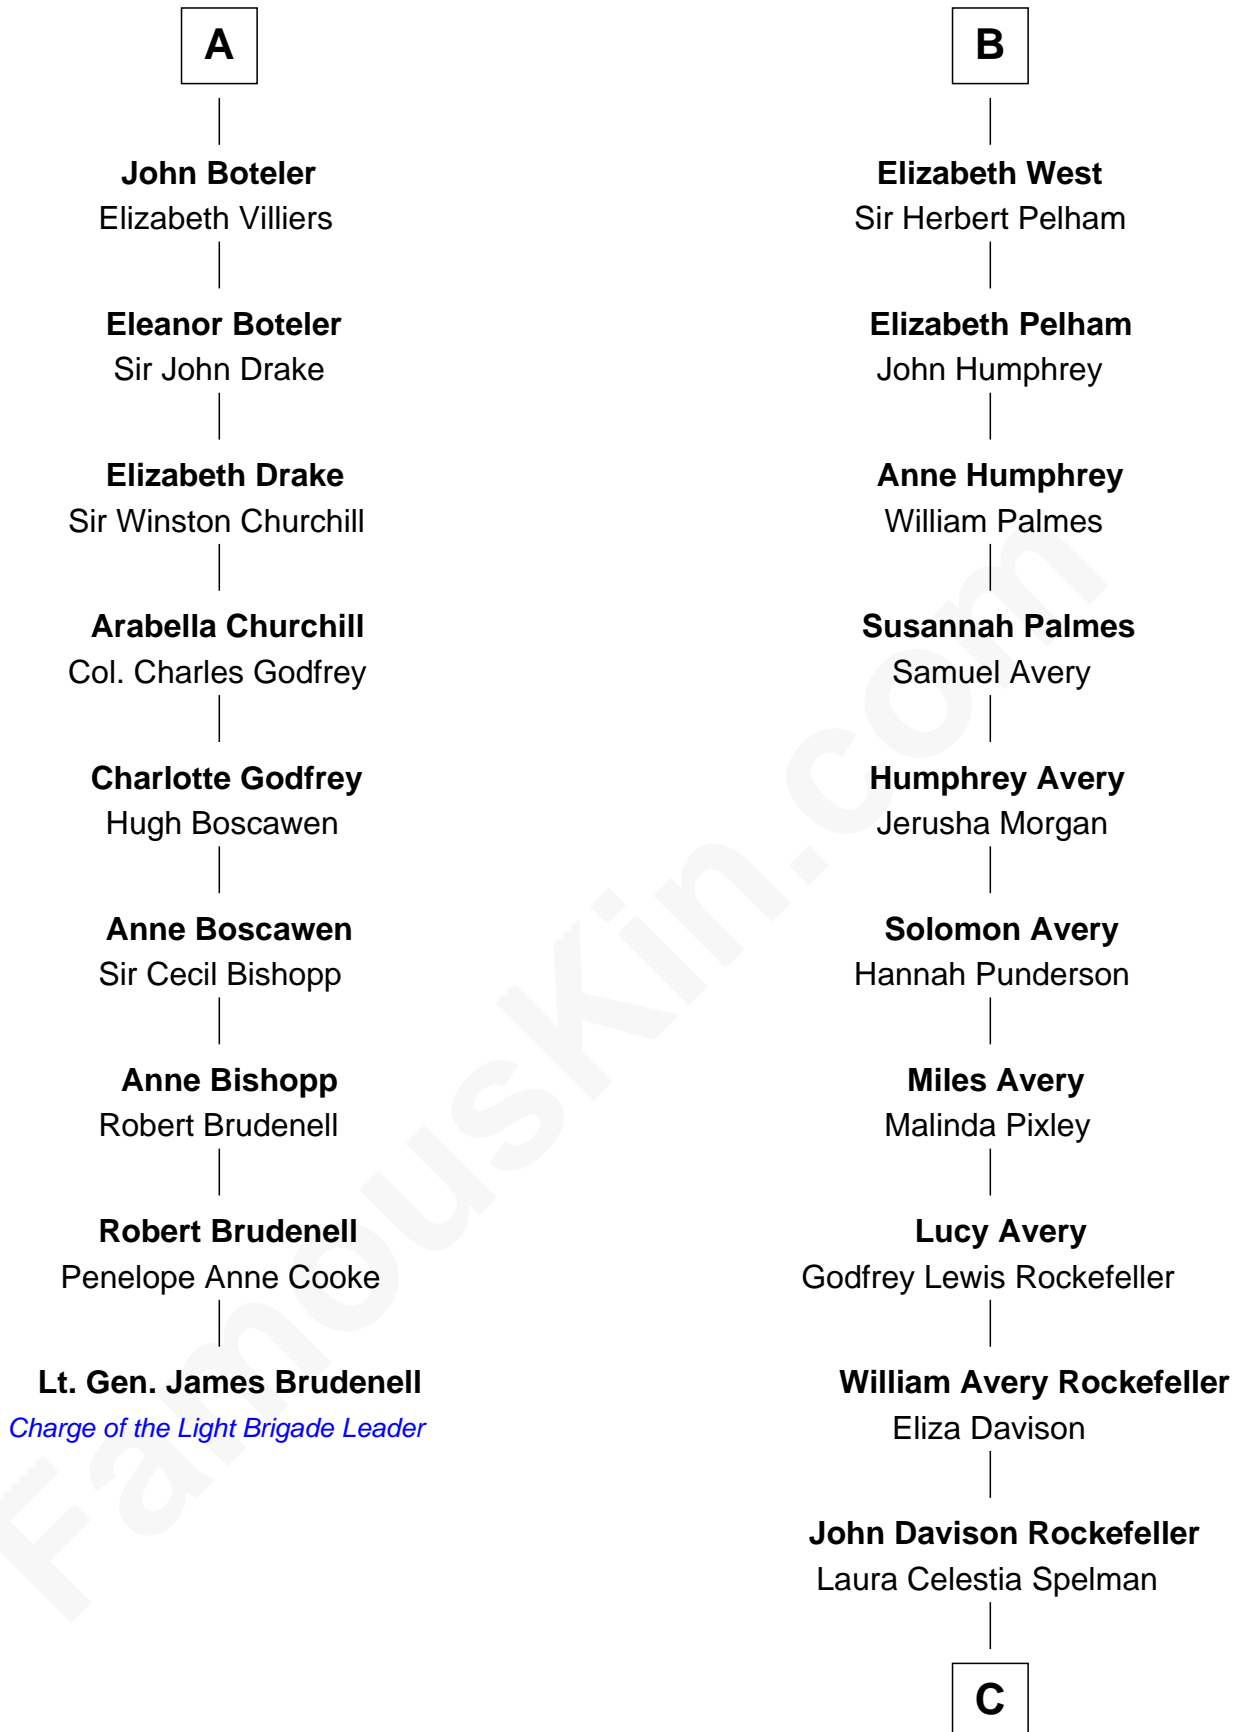 A
John Boteler
Elizabeth Villiers
Eleanor Boteler
Sir John Drake
Elizabeth Drake
Sir Winston Churchill
Arabella Churchill
Col. Charles Godfrey
Charlotte Godfrey
Hugh Boscawen
Anne Boscawen
Sir Cecil Bishopp
Anne Bishopp
Robert Brudenell
Robert Brudenell
Penelope Anne Cooke
Lt. Gen. James Brudenell
Charge of the Light Brigade Leader
B
Elizabeth West
Sir Herbert Pelham
Elizabeth Pelham
John Humphrey
Anne Humphrey
William Palmes
Susannah Palmes
Samuel Avery
Humphrey Avery
Jerusha Morgan
Solomon Avery
Hannah Punderson
Miles Avery
Malinda Pixley
Lucy Avery
Godfrey Lewis Rockefeller
William Avery Rockefeller
Eliza Davison
John Davison Rockefeller
Laura Celestia Spelman
C
FamousKin.com